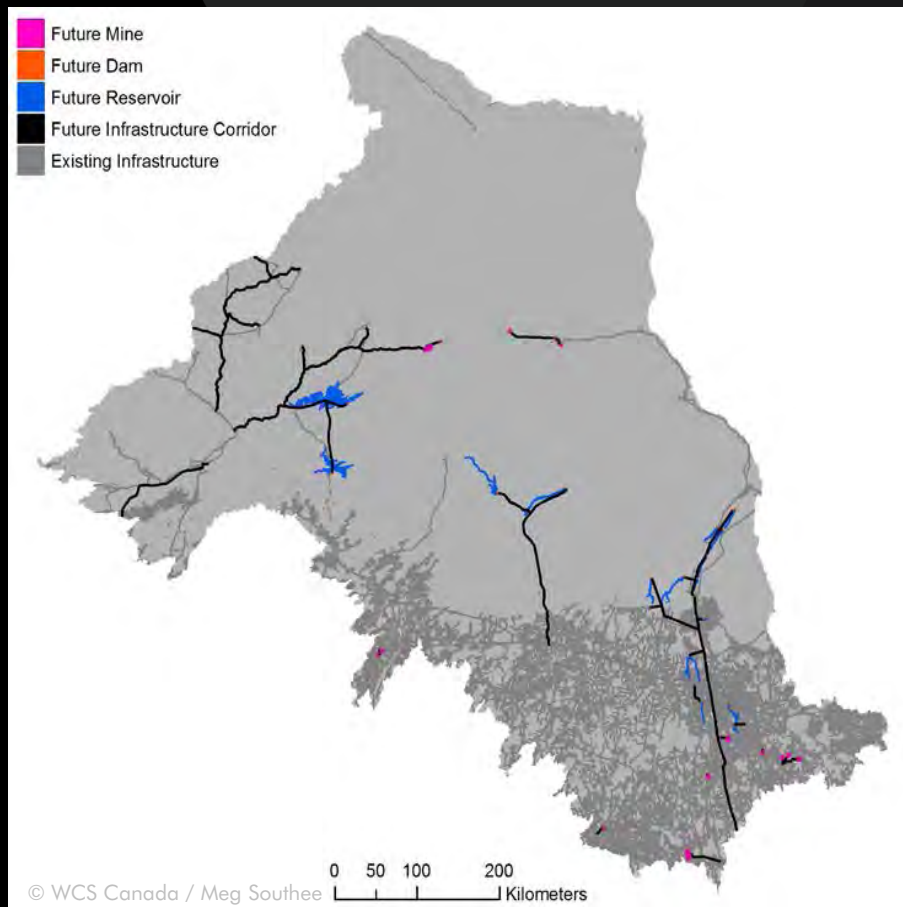 Future Mine
Future Dam
Future Reservoir
Future Infrastructure Corridor
Existing Infrastructure
0 50 100 200
Kilometers
© WCS Canada / Meg Southee